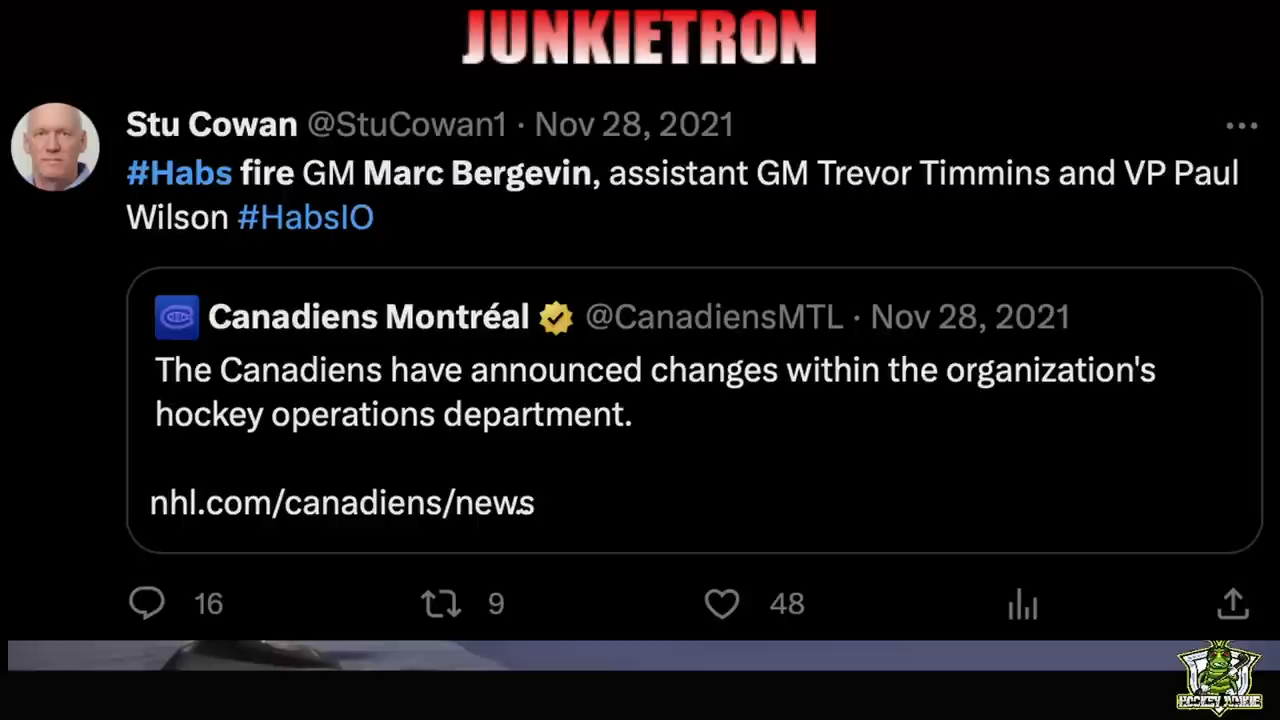 JUNKIETRON
Stu Cowan @StuCowan1 · Nov 28, 2021
#Habs fire GM Marc Bergevin, assistant GM Trevor Timmins and VP Paul
Wilson #HabsIO
Canadiens Montréal @CanadiensMTL · Nov 28, 2021
The Canadiens have announced changes within the organization's
hockey operations department.
nhl.com/canadiens/news
16 9 48
HOCKEY JUNKIE